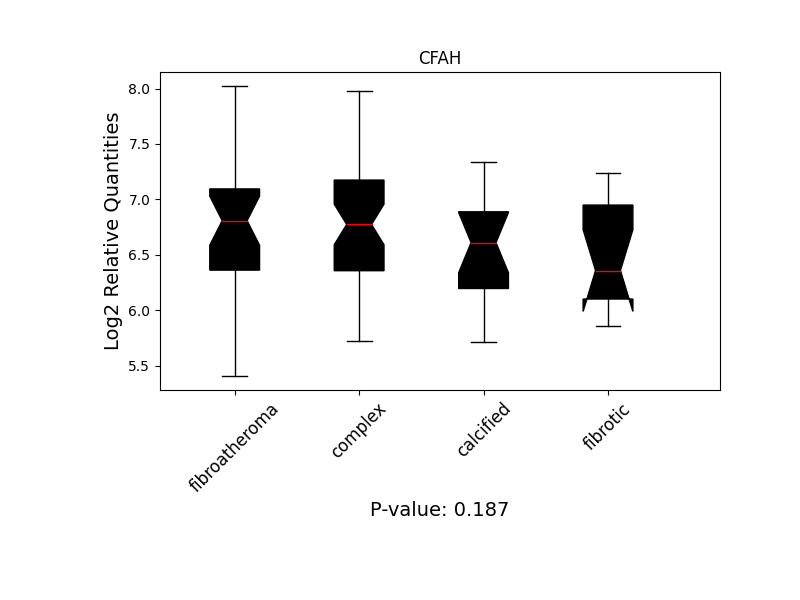 CFAH
Log2 Relative Quantities
8.0
7.5
7.0
6.5
6.0
5.5
fibroatheroma
complex
calcified
fibrotic
P-value: 0.187